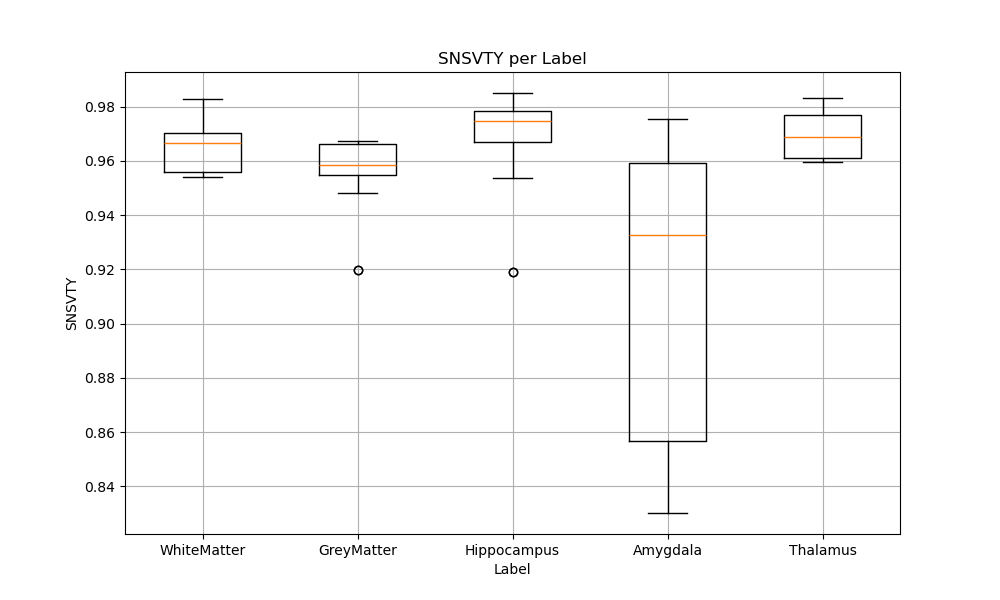 SNSVTY per Label
SNSVTY
0.98
0.96
0.94
0.92
0.90
0.88
0.86
0.84
WhiteMatter GreyMatter Hippocampus Amygdala Thalamus
Label